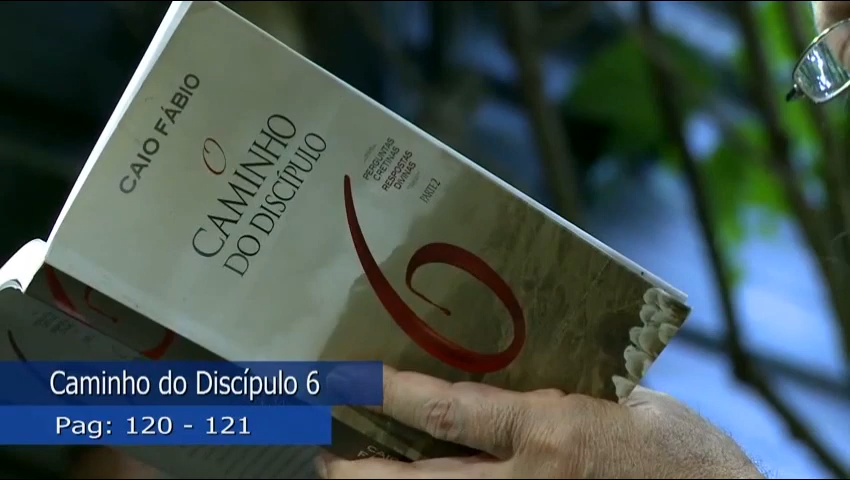 CAIO FÁBIO
O
CAMINHO
DO DISCÍPULO
PERGUNTAS
CRETINAS
RESPOSTAS
DIVINAS
PARTE 2
6
Caminho do Discípulo 6
Pag: 120 - 121